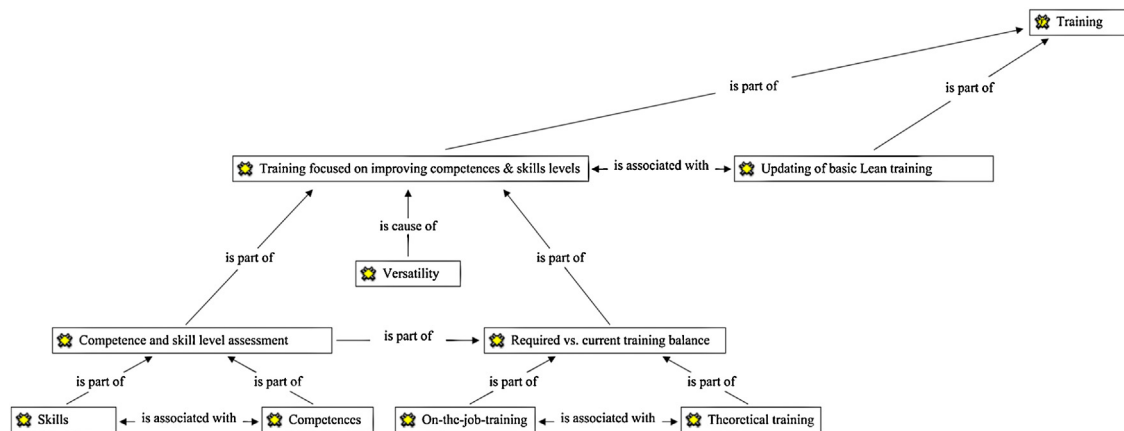 Training
is part of
is part of
Training focused on improving competences & skills levels
is associated with
Updating of basic Lean training
is cause of
is part of
is part of
Versatility
Competence and skill level assessment
is part of
Required vs. current training balance
is part of
is part of
is part of
is part of
Skills
is associated with
Competences
On-the-job-training
is associated with
Theoretical training